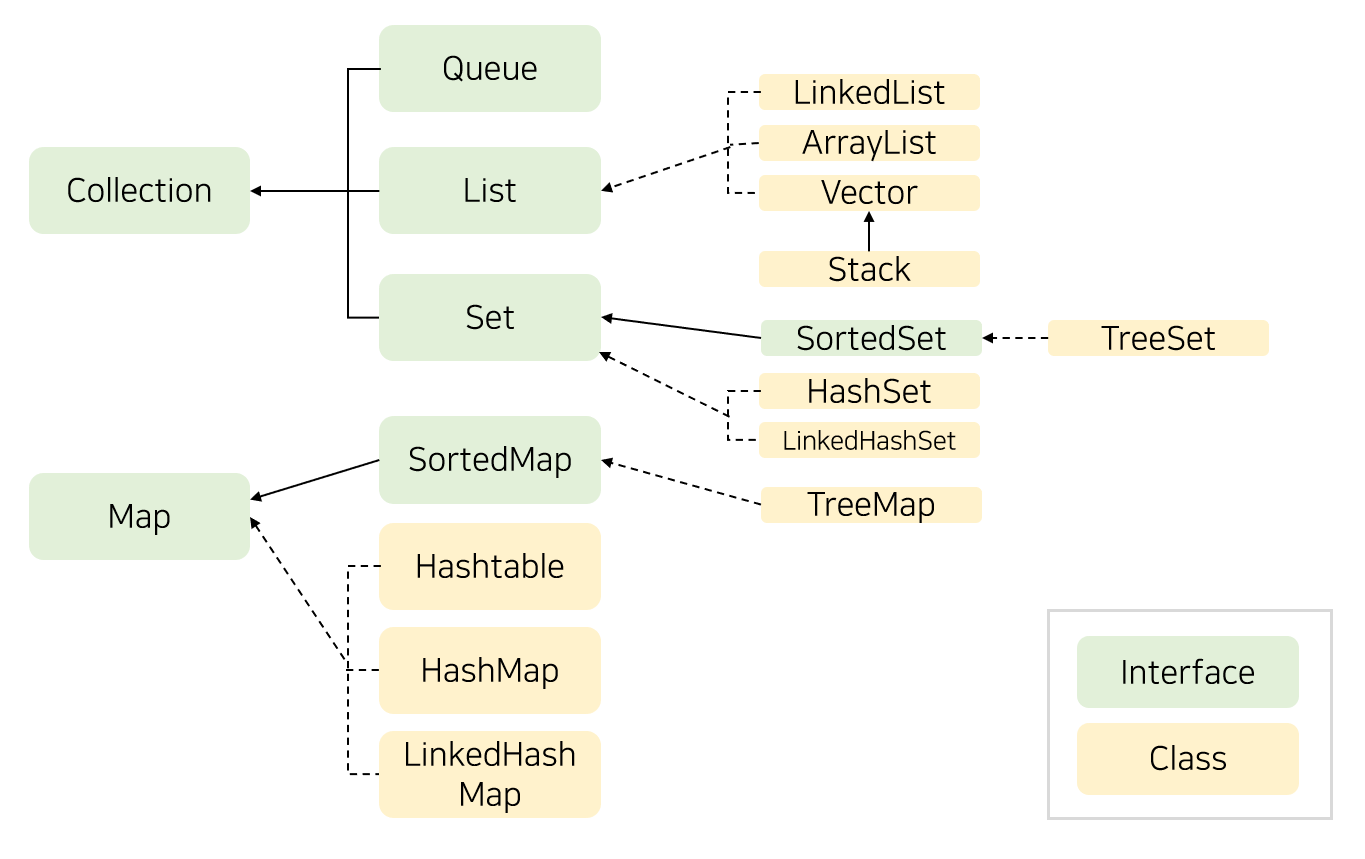 Queue
LinkedList
ArrayList
Collection
List
Vector
Stack
Set
SortedSet
TreeSet
HashSet
LinkedHashSet
SortedMap
TreeMap
Map
Hashtable
HashMap
LinkedHash
Map
Interface
Class